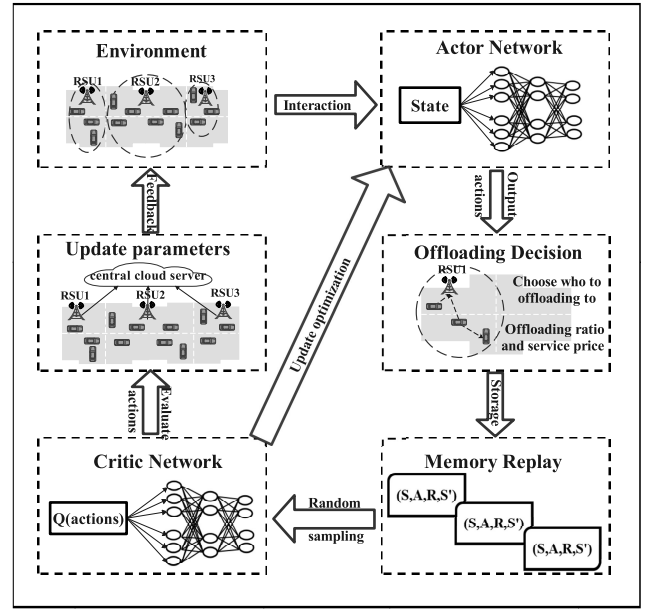 Environment
RSU1
RSU2
RSU3
Interaction
Actor Network
State
Feedback
Output
actions
Update parameters
central cloud server
RSU1
RSU2
RSU3
Update optimization
Offloading Decision
RSU1
Choose who to
offloading to
Offloading ratio
and service price
Evaluate
actions
Storage
Critic Network
Q(actions)
Random
sampling
Memory Replay
(S,A,R,S')
(S,A,R,S')
(S,A,R,S')